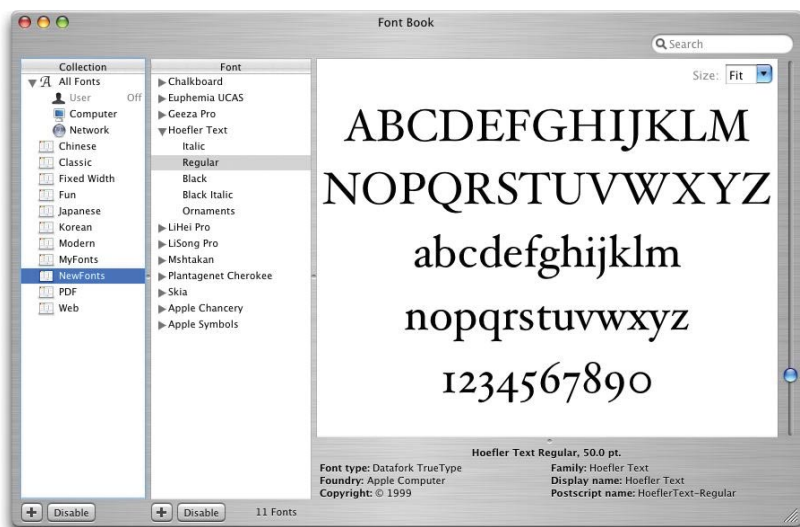 Font Book
Search
Collection
All Fonts
User Off
Computer
Network
Chinese
Classic
Fixed Width
Fun
Japanese
Korean
Modern
MyFonts
NewFonts
PDF
Web
Disable
Font
Chalkboard
Euphemia UCAS
Geeza Pro
Hoefler Text
Italic
Regular
Black
Black Italic
Ornaments
LiHei Pro
LiSong Pro
Mshtakan
Plantagenet Cherokee
Skia
Apple Chancery
Apple Symbols
Disable
11 Fonts
Size: Fit
ABCDEFGHIJKLM
NOPQRSTUVWXYZ
abcdefghijklm
nopqrstuvwxyz
1234567890
Hoefler Text Regular, 50.0 pt.
Font type: Datafork TrueType
Foundry: Apple Computer
Copyright: © 1999
Family: Hoefler Text
Display name: Hoefler Text
Postscript name: HoeflerText-Regular